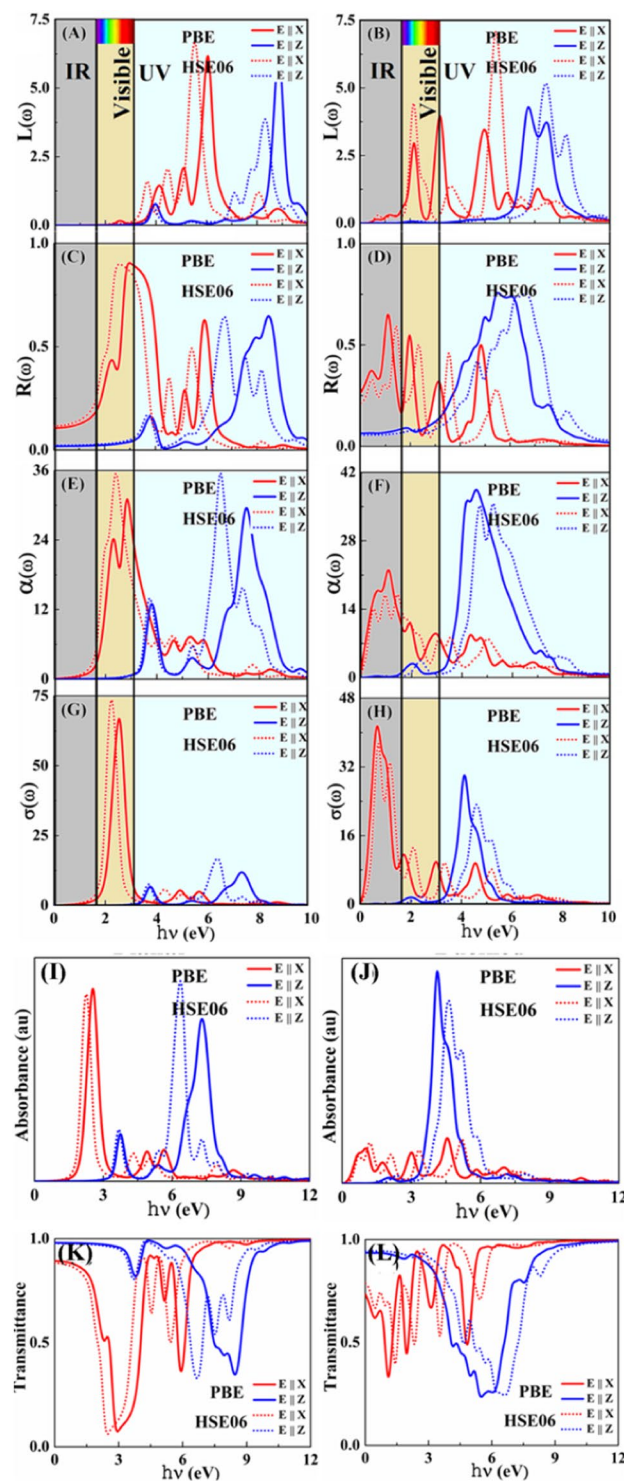 (A)
IR
Visible
UV
PBE
HSE06
E || X
E || Z
E || X
E || Z
L(ω)
7.5
5.0
2.5
0.0
(B)
IR
Visible
UV
PBE
HSE06
E || X
E || Z
E || X
E || Z
L(ω)
7.5
5.0
2.5
0.0
(C)
PBE
HSE06
E || X
E || Z
E || X
E || Z
R(ω)
1.0
0.5
0.0
(D)
PBE
HSE06
E || X
E || Z
E || X
E || Z
R(ω)
1.0
0.5
0.0
(E)
PBE
HSE06
E || X
E || Z
E || X
E || Z
α(ω)
36
24
12
0
(F)
PBE
HSE06
E || X
E || Z
E || X
E || Z
α(ω)
42
28
14
0
(G)
PBE
HSE06
E || X
E || Z
E || X
E || Z
σ(ω)
75
50
25
0
0 2 4 6 8 10
hν (eV)
(H)
PBE
HSE06
E || X
E || Z
E || X
E || Z
σ(ω)
48
36
16
0
0 2 4 6 8 10
hν (eV)
(I)
PBE
HSE06
E || X
E || Z
E || X
E || Z
Absorbance (au)
0 3 6 9 12
hν (eV)
(J)
PBE
HSE06
E || X
E || Z
E || X
E || Z
Absorbance (au)
0 3 6 9 12
hν (eV)
(K)
PBE
HSE06
E || X
E || Z
E || X
E || Z
Transmittance
1.0
0.5
0.0
0 3 6 9 12
hν (eV)
(L)
PBE
HSE06
E || X
E || Z
E || X
E || Z
Transmittance
1.0
0.5
0.0
0 3 6 9 12
hν (eV)